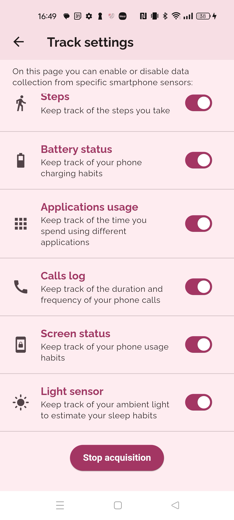 16:49
Track settings
On this page you can enable or disable data
collection from specific smartphone sensors:
Steps
Keep track of the steps you take
Battery status
Keep track of your phone
charging habits
Applications usage
Keep track of the time you
spend using different
applications
Calls log
Keep track of the duration and
frequency of your phone calls
Screen status
Keep track of your phone usage
habits
Light sensor
Keep track of your ambient light
to estimate your sleep habits
Stop acquisition